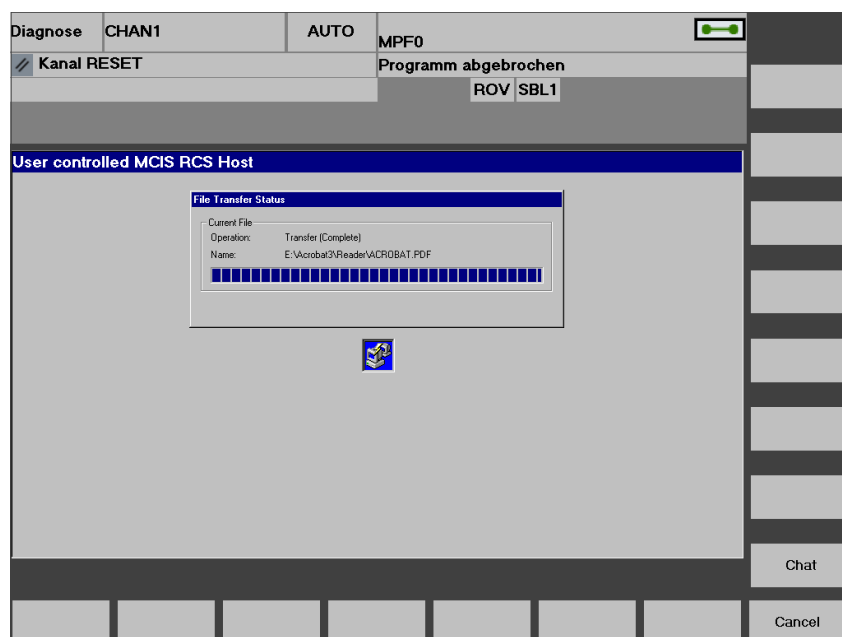 Diagnose CHAN1 AUTO MPF0
Kanal RESET Programm abgebrochen
ROV SBL1
User controlled MCIS RCS Host
File Transfer Status
Current File
Operation: Transfer (Complete)
Name: E:\Acrobat3\Reader\ACROBAT.PDF
Chat
Cancel